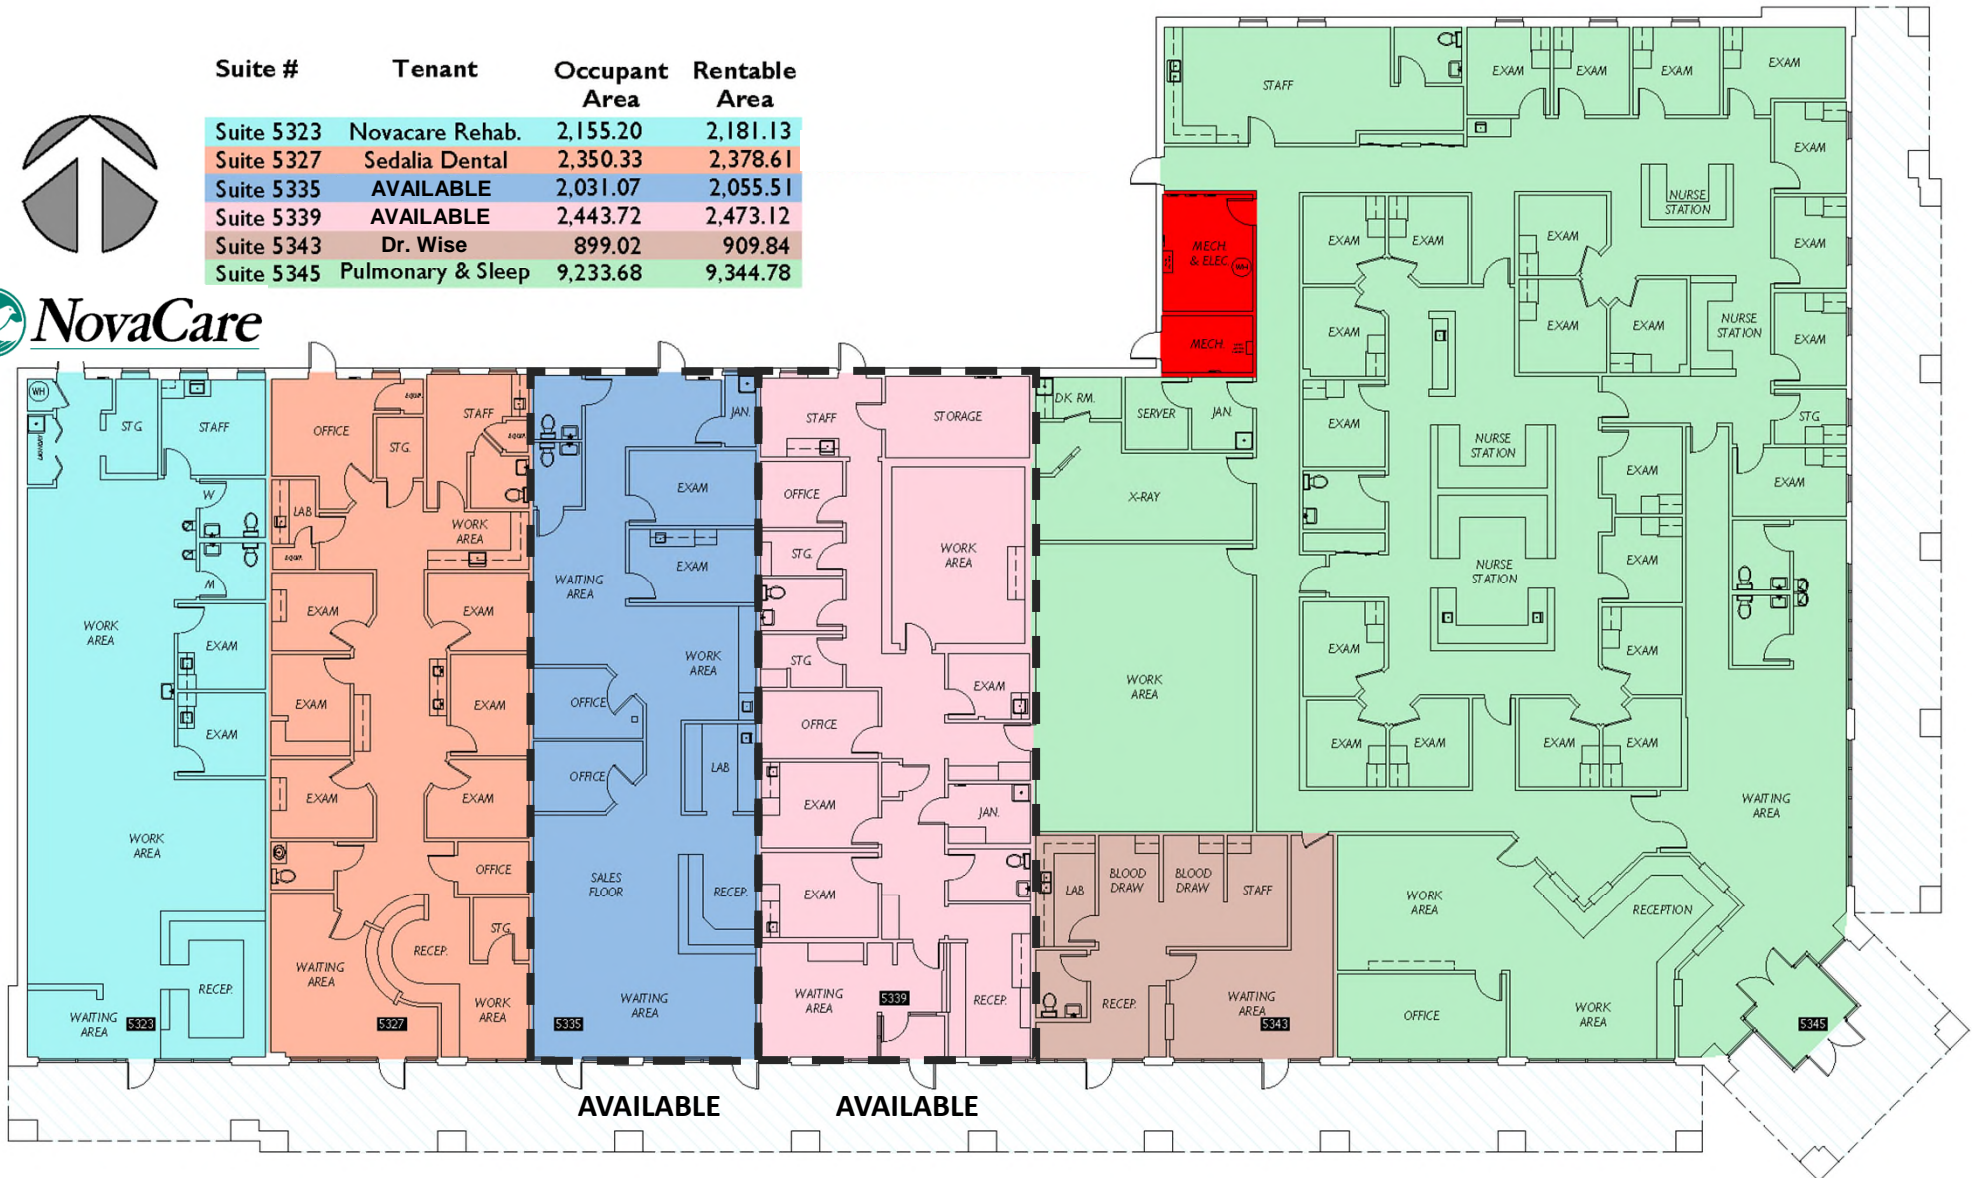 Suite # Tenant Occupant Area Rentable Area
Suite 5323 Novacare Rehab. 2,155.20 2,181.13
Suite 5327 Sedalia Dental 2,350.33 2,378.61
Suite 5335 AVAILABLE 2,031.07 2,055.51
Suite 5339 AVAILABLE 2,443.72 2,473.12
Suite 5343 Dr. Wise 899.02 909.84
Suite 5345 Pulmonary & Sleep 9,233.68 9,344.78
NovaCare
WH
LAUNDRY
STG
STAFF
W
M
WORK
AREA
EXAM
EXAM
WORK
AREA
RECEP.
WAITING
AREA
5323
OFFICE
EQUIP.
STG.
STAFF
EQUIP.
LAB
EQUIP.
WORK
AREA
EXAM
EXAM
EXAM
EXAM
EXAM
EXAM
OFFICE
STG.
RECEP.
WAITING
AREA
WORK
AREA
5327
JAN.
EXAM
EXAM
WAITING
AREA
WORK
AREA
OFFICE
OFFICE
LAB
SALES
FLOOR
RECEP.
WAITING
AREA
5335
STAFF
STORAGE
OFFICE
STG.
WORK
AREA
STG.
EXAM
OFFICE
EXAM
JAN.
EXAM
WAITING
AREA
5339
RECEP.
DK RM.
SERVER
JAN.
X-RAY
WORK
AREA
MECH.
& ELEC.
WH
MECH.
LAB
BLOOD
DRAW
BLOOD
DRAW
STAFF
RECEP.
WAITING
AREA
5343
STAFF
EXAM
EXAM
EXAM
EXAM
EXAM
NURSE
STATION
EXAM
EXAM
EXAM
EXAM
EXAM
EXAM
EXAM
EXAM
NURSE
STATION
EXAM
EXAM
STG
NURSE
STATION
EXAM
EXAM
NURSE
STATION
EXAM
EXAM
EXAM
EXAM
EXAM
EXAM
EXAM
WAITING
AREA
WORK
AREA
RECEPTION
OFFICE
WORK
AREA
5345
AVAILABLE
AVAILABLE